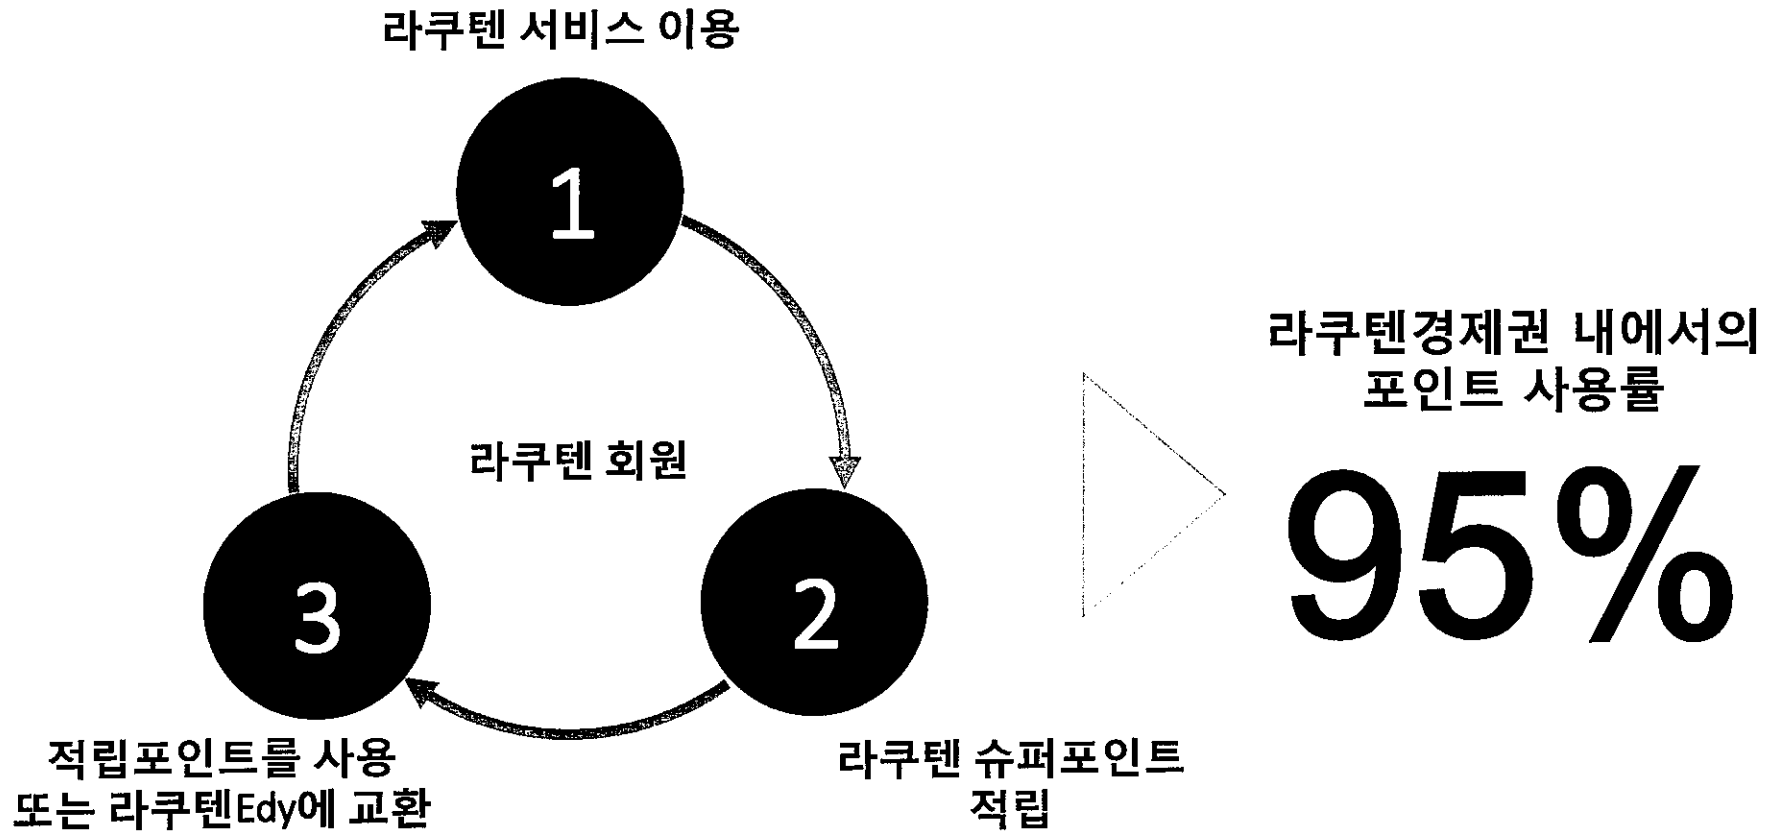 라쿠텐 서비스 이용
1
라쿠텐 회원
3
2
적립포인트를 사용
또는 라쿠텐Edy에 교환
라쿠텐 슈퍼포인트
적립
라쿠텐경제권 내에서의
포인트 사용률
95%